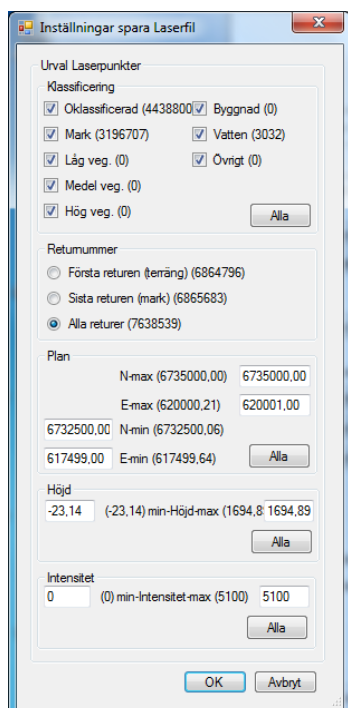 Inställningar spara Laserfil
Urval Laserpunkter
Klassificering
Oklassificerad (4438800 Byggnad (0)
Mark (3196707) Vatten (3032)
Låg veg. (0) Övrigt (0)
Medel veg. (0)
Hög veg. (0) Alla
Returnummer
Första returen (terräng) (6864796)
Sista returen (mark) (6865683)
Alla returer (7638539)
Plan
N-max (6735000,00) 6735000,00
E-max (620000,21) 620001,00
6732500,00 N-min (6732500,06)
617499,00 E-min (617499,64) Alla
Höjd
-23,14 (-23,14) min-Höjd-max (1694,8 1694,89
Alla
Intensitet
0 (0) min-Intensitet-max (5100) 5100
Alla
OK Avbryt